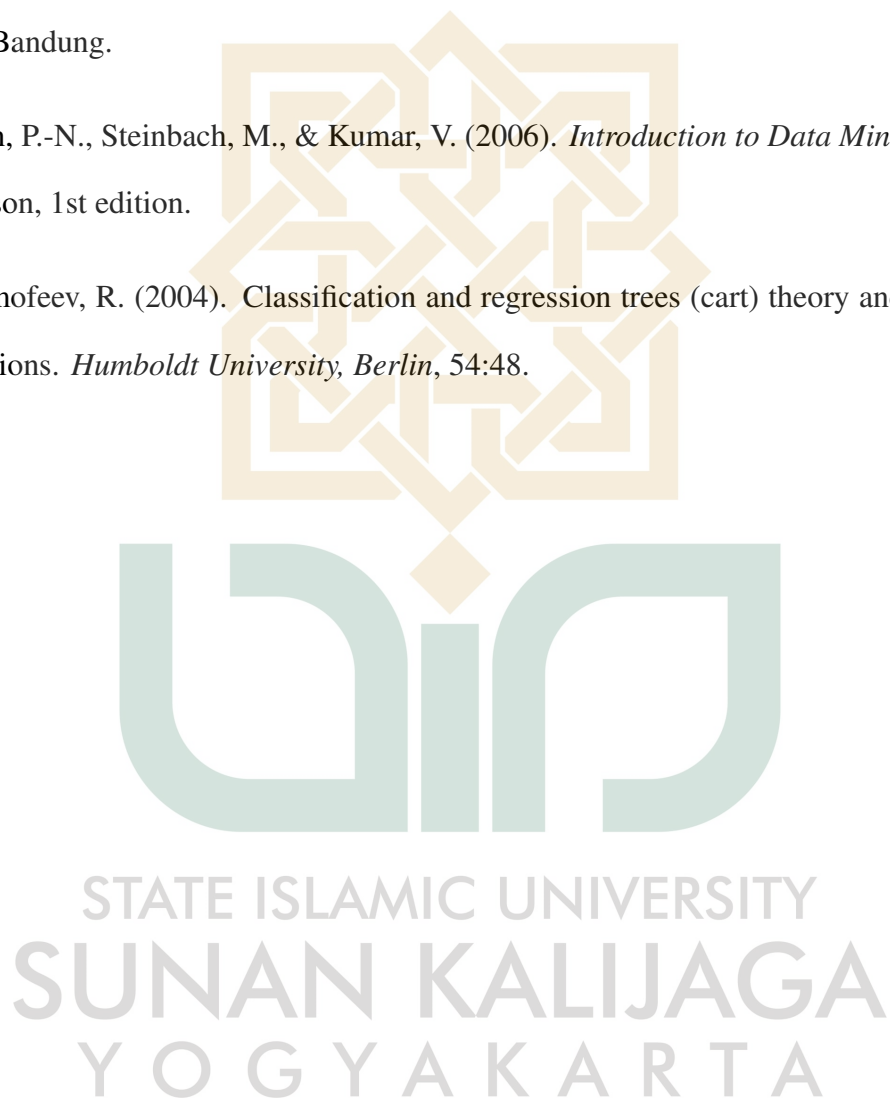 Bandung.
n, P.-N., Steinbach, M., & Kumar, V. (2006). Introduction to Data Min
son, 1st edition.
nofeev, R. (2004). Classification and regression trees (cart) theory an
tions. Humboldt University, Berlin, 54:48.
STATE ISLAMIC UNIVERSITY
SUNAN KALIJAGA
YOGYAKARTA